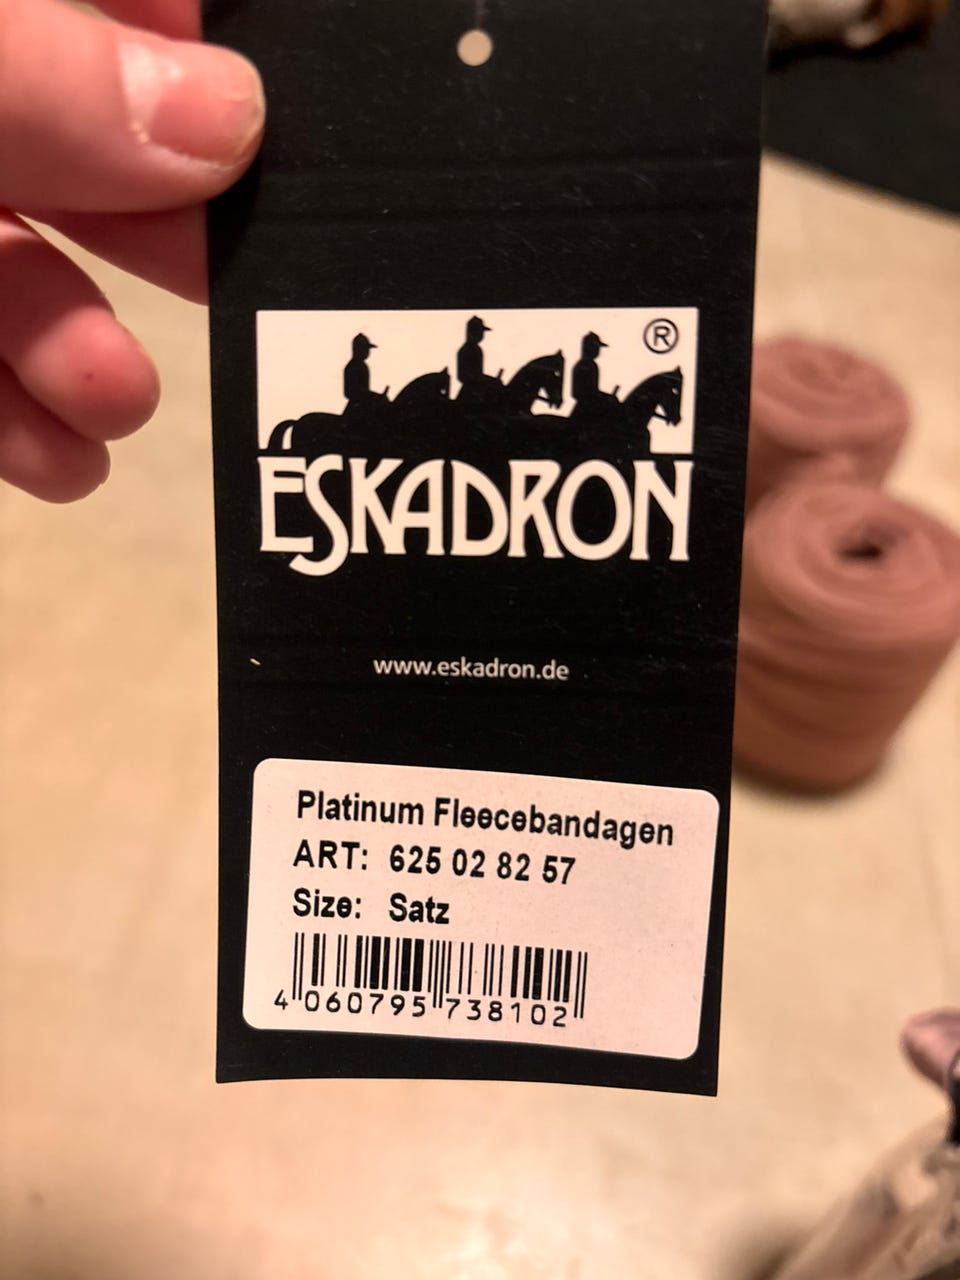 ®
ESKADRON
www.eskadron.de
Platinum Fleecebandagen
ART: 625 02 82 57
Size: Satz
4 060795 738102